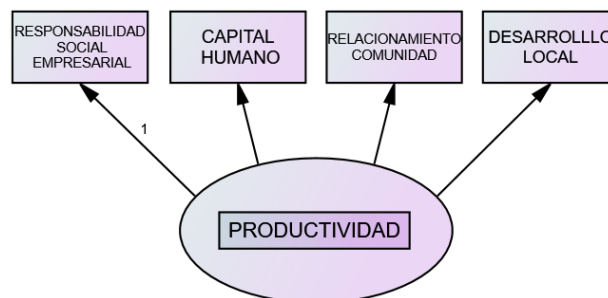 RESPONSABILIDAD
SOCIAL
EMPRESARIAL
CAPITAL
HUMANO
RELACIONAMIENTO
COMUNIDAD
DESARROLLLO
LOCAL
1
PRODUCTIVIDAD